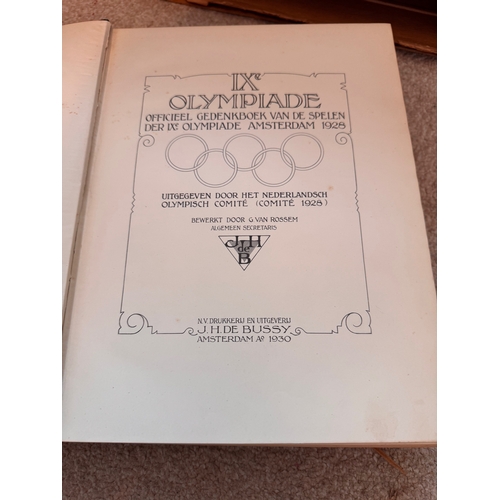 IXᵉ
OLYMPIADE
OFFICIEEL GEDENKBOEK VAN DE SPELEN
DER IXᵉ OLYMPIADE AMSTERDAM 1928
UITGEGEVEN DOOR HET NEDERLANDSCH
OLYMPISCH COMITÉ (COMITÉ 1928)
BEWERKT DOOR G. VAN ROSSEM
ALGEMEEN SECRETARIS
J.H
de
B
N.V. DRUKKERIJ EN UITGEVERIJ
J.H. DE BUSSY
AMSTERDAM Aº 1930